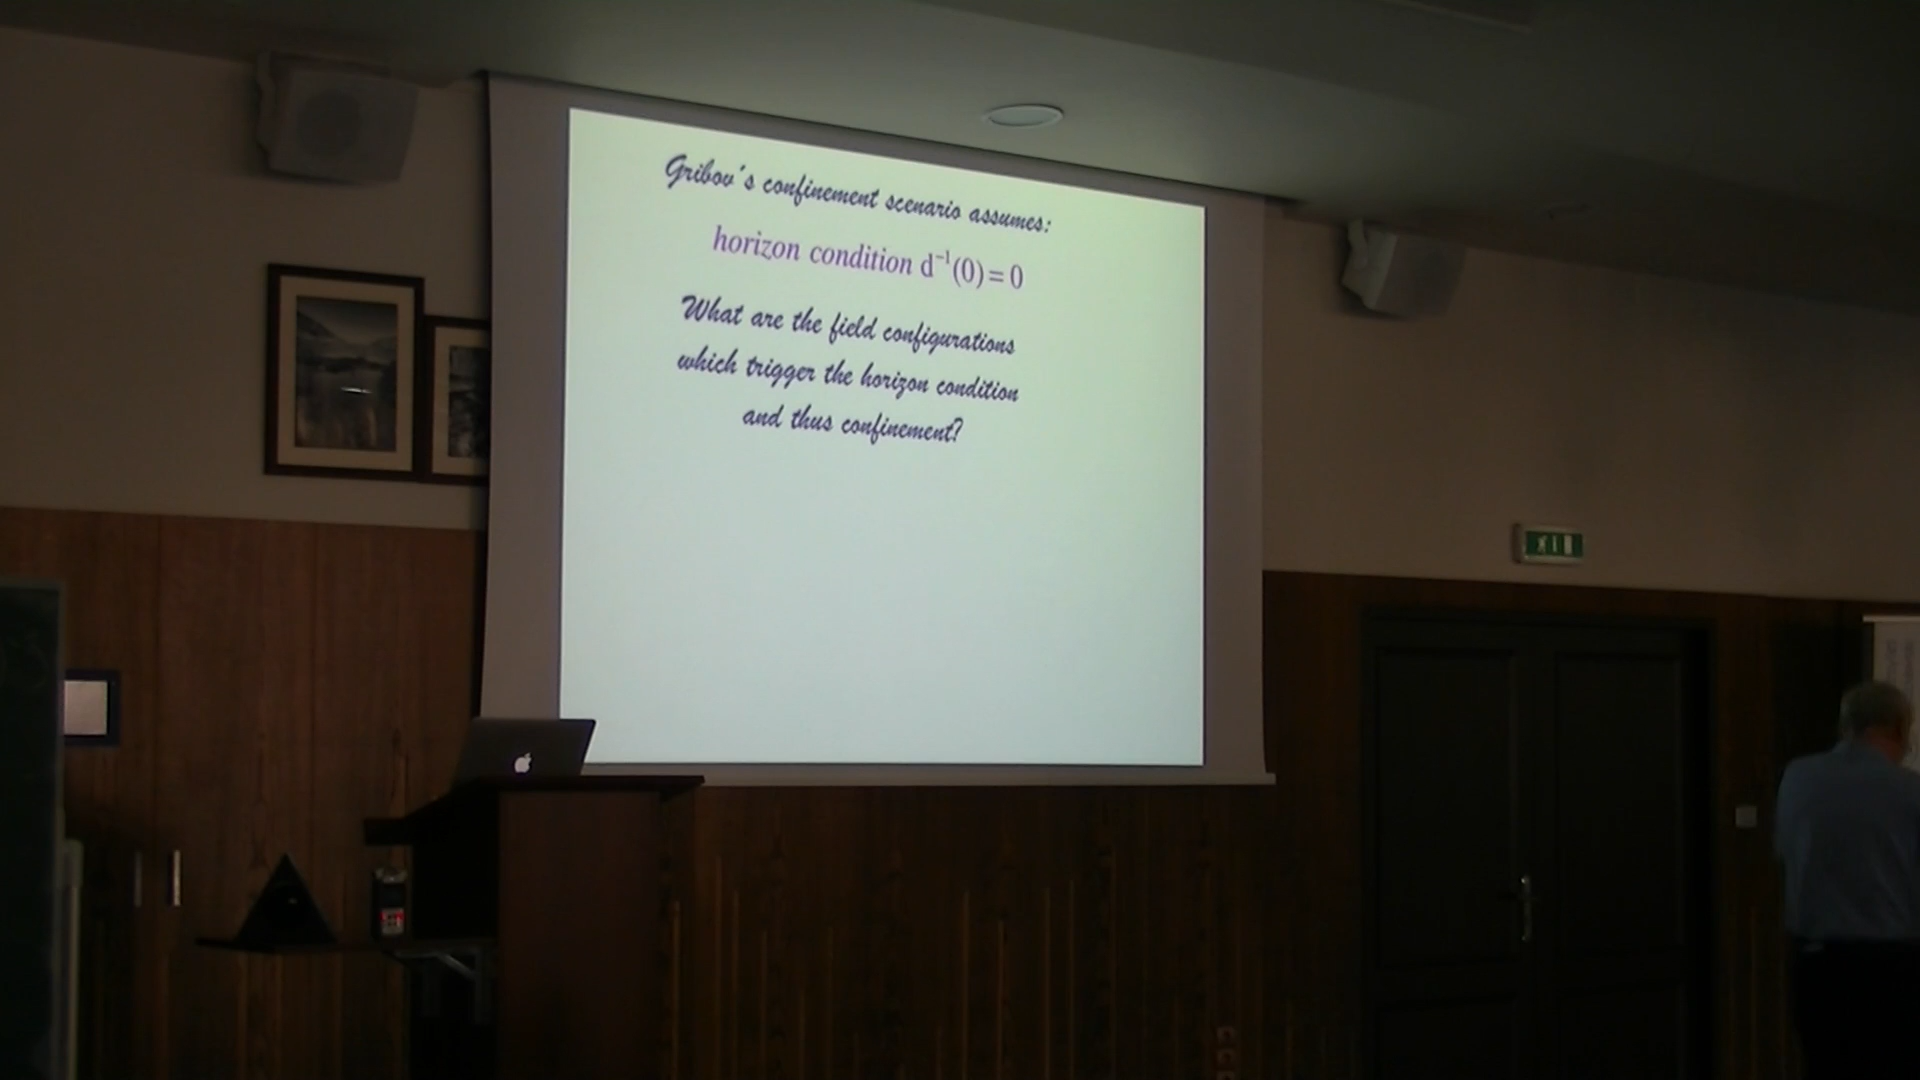 Gribov´s confinement scenario assumes:
horizon condition d⁻¹(0)=0
What are the field configurations
which trigger the horizon condition
and thus confinement?